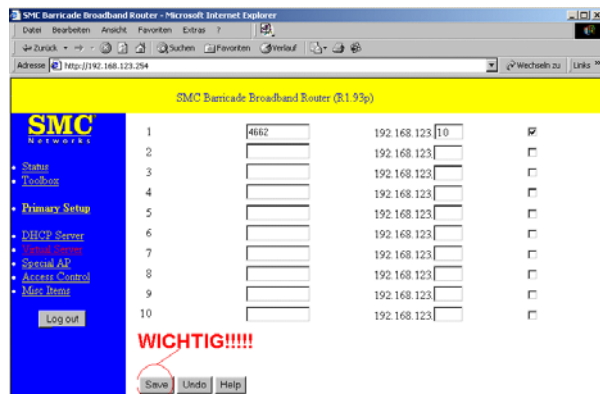 SMC Barricade Broadband Router - Microsoft Internet Explorer
Datei Bearbeiten Ansicht Favoriten Extras ?
Zurück Suchen Favoriten Verlauf
Adresse http://192.168.123.254 Wechseln zu Links »
SMC Barricade Broadband Router (R1.93p)
SMC
Networks
Status
Toolbox
Primary Setup
DHCP Server
Virtual Server
Special AP
Access Control
Misc Items
Log out
1 4662 192.168.123.10
2 192.168.123.
3 192.168.123.
4 192.168.123.
5 192.168.123.
6 192.168.123.
7 192.168.123.
8 192.168.123.
9 192.168.123.
10 192.168.123.
WICHTIG!!!!!
Save Undo Help